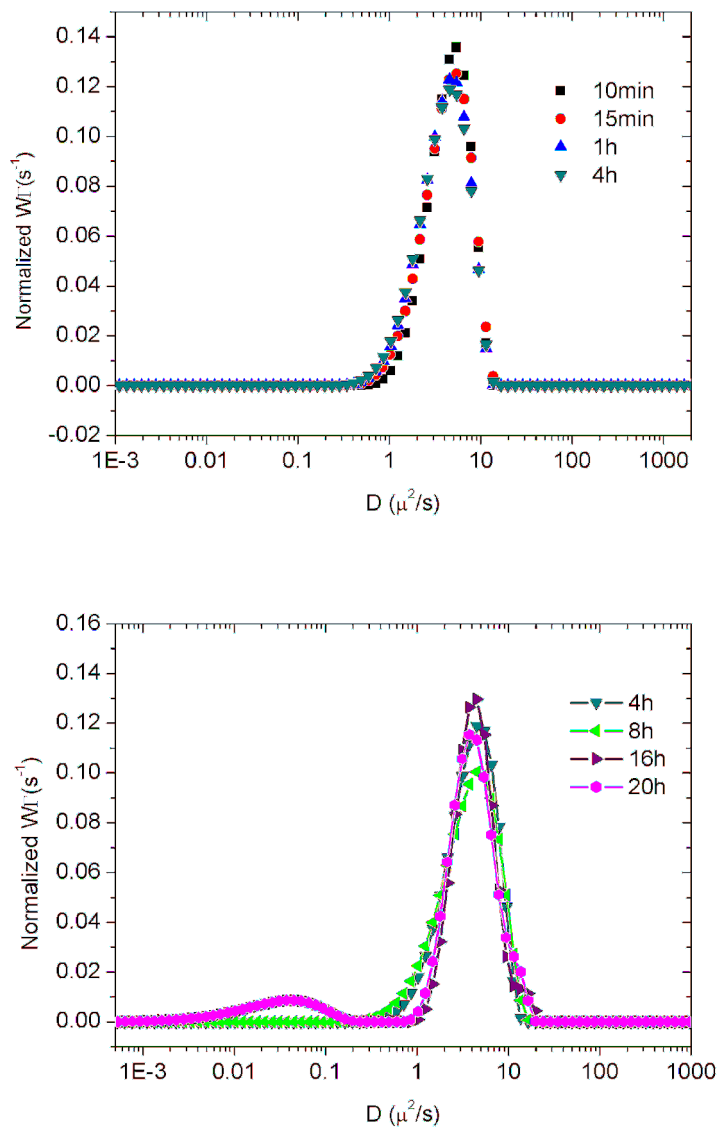 0.14
0.12
0.10
0.08
0.06
0.04
0.02
0.00
-0.02
Normalized WΓ(s⁻¹)
10min
15min
1h
4h
1E-3 0.01 0.1 1 10 100 1000
D (μ²/s)
0.16
0.14
0.12
0.10
0.08
0.06
0.04
0.02
0.00
Normalized WΓ(s⁻¹)
4h
8h
16h
20h
1E-3 0.01 0.1 1 10 100 1000
D (μ²/s)